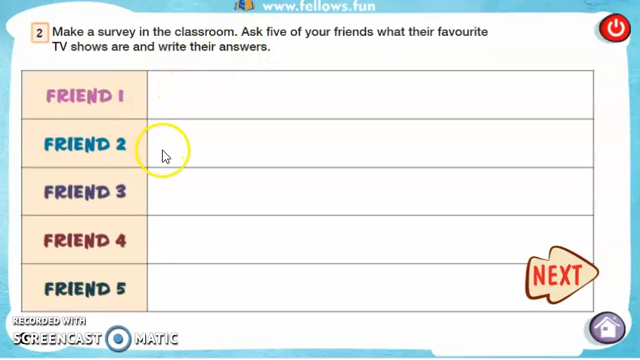 www.fellows.fun
2 Make a survey in the classroom. Ask five of your friends what their favourite
TV shows are and write their answers.
FRIEND 1
FRIEND 2
FRIEND 3
FRIEND 4
FRIEND 5
NEXT
RECORDED WITH
SCREENCAST MATIC